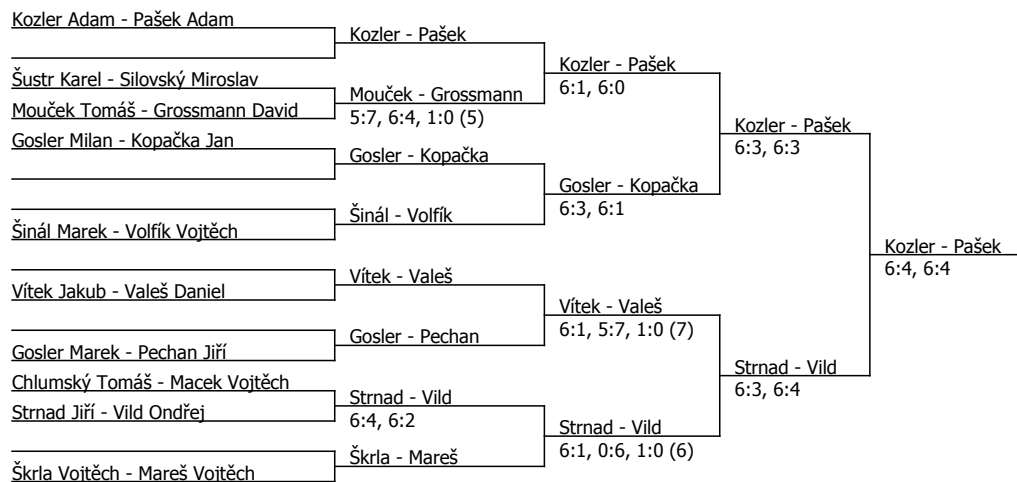 Kozler Adam - Pašek Adam
Šustr Karel - Silovský Miroslav
Mouček Tomáš - Grossmann David
Gosler Milan - Kopačka Jan
Šinál Marek - Volfík Vojtěch
Vítek Jakub - Valeš Daniel
Gosler Marek - Pechan Jiří
Chlumský Tomáš - Macek Vojtěch
Strnad Jiří - Vild Ondřej
Škrla Vojtěch - Mareš Vojtěch
Kozler - Pašek
Mouček - Grossmann
5:7, 6:4, 1:0 (5)
Gosler - Kopačka
Šinál - Volfík
Vítek - Valeš
Gosler - Pechan
Strnad - Vild
6:4, 6:2
Škrla - Mareš
Kozler - Pašek
6:1, 6:0
Gosler - Kopačka
6:3, 6:1
Vítek - Valeš
6:1, 5:7, 1:0 (7)
Strnad - Vild
6:1, 0:6, 1:0 (6)
Kozler - Pašek
6:3, 6:3
Strnad - Vild
6:3, 6:4
Kozler - Pašek
6:4, 6:4